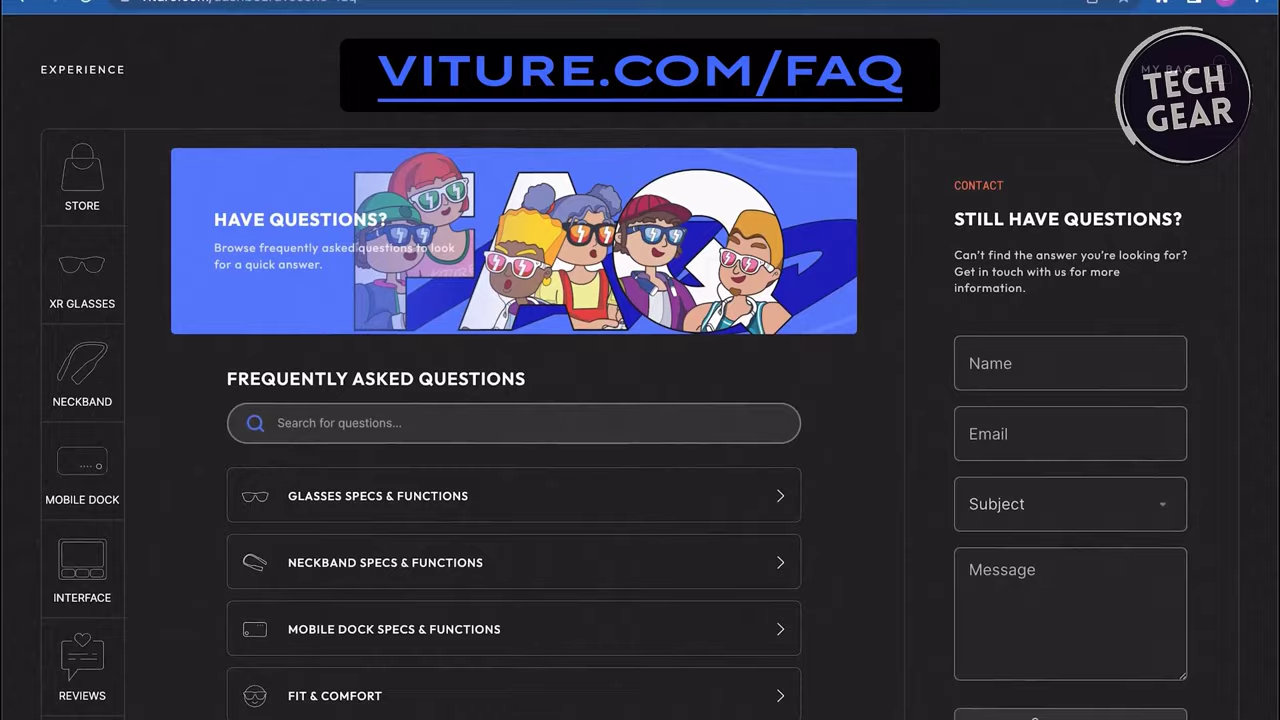 VITURE.COM/FAQ
EXPERIENCE
MY BAG
TECH
GEAR
STORE
XR GLASSES
NECKBAND
MOBILE DOCK
INTERFACE
REVIEWS
HAVE QUESTIONS?
Browse frequently asked questions to look
for a quick answer.
FREQUENTLY ASKED QUESTIONS
Search for questions...
GLASSES SPECS & FUNCTIONS
NECKBAND SPECS & FUNCTIONS
MOBILE DOCK SPECS & FUNCTIONS
FIT & COMFORT
CONTACT
STILL HAVE QUESTIONS?
Can't find the answer you're looking for?
Get in touch with us for more
information.
Name
Email
Subject
Message